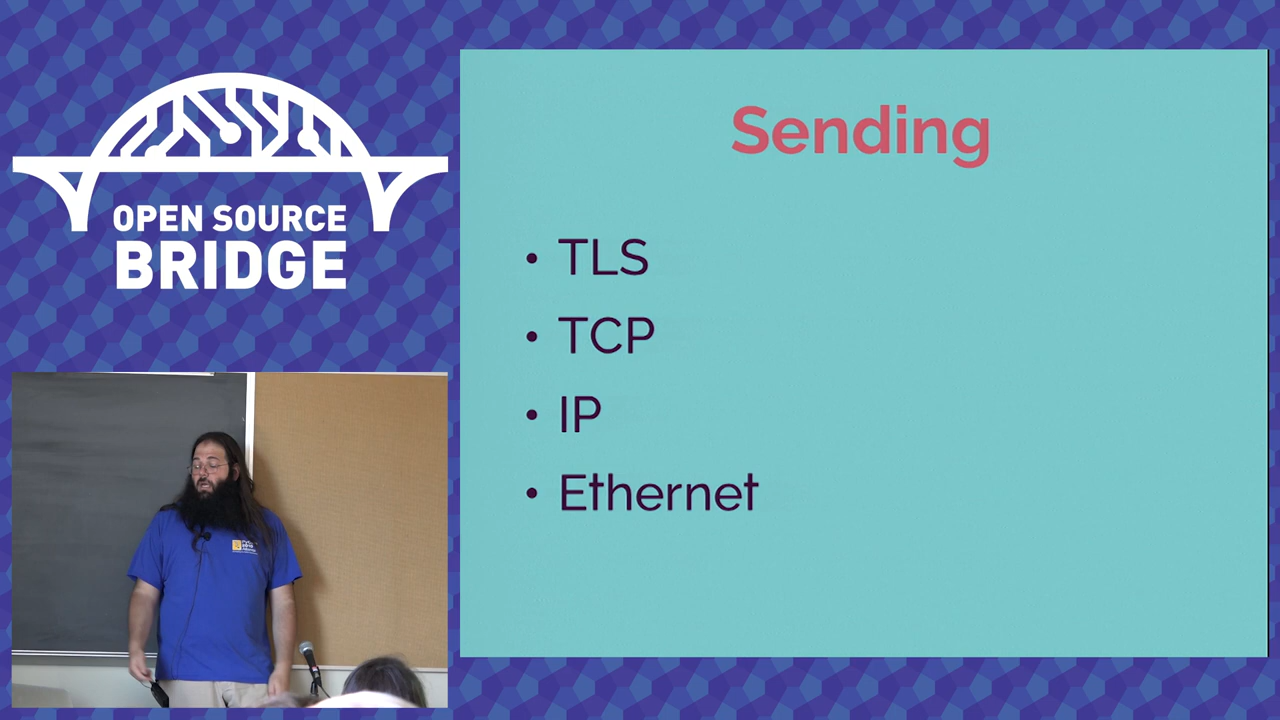 OPEN SOURCE
BRIDGE
Sending
• TLS
• TCP
• IP
• Ethernet